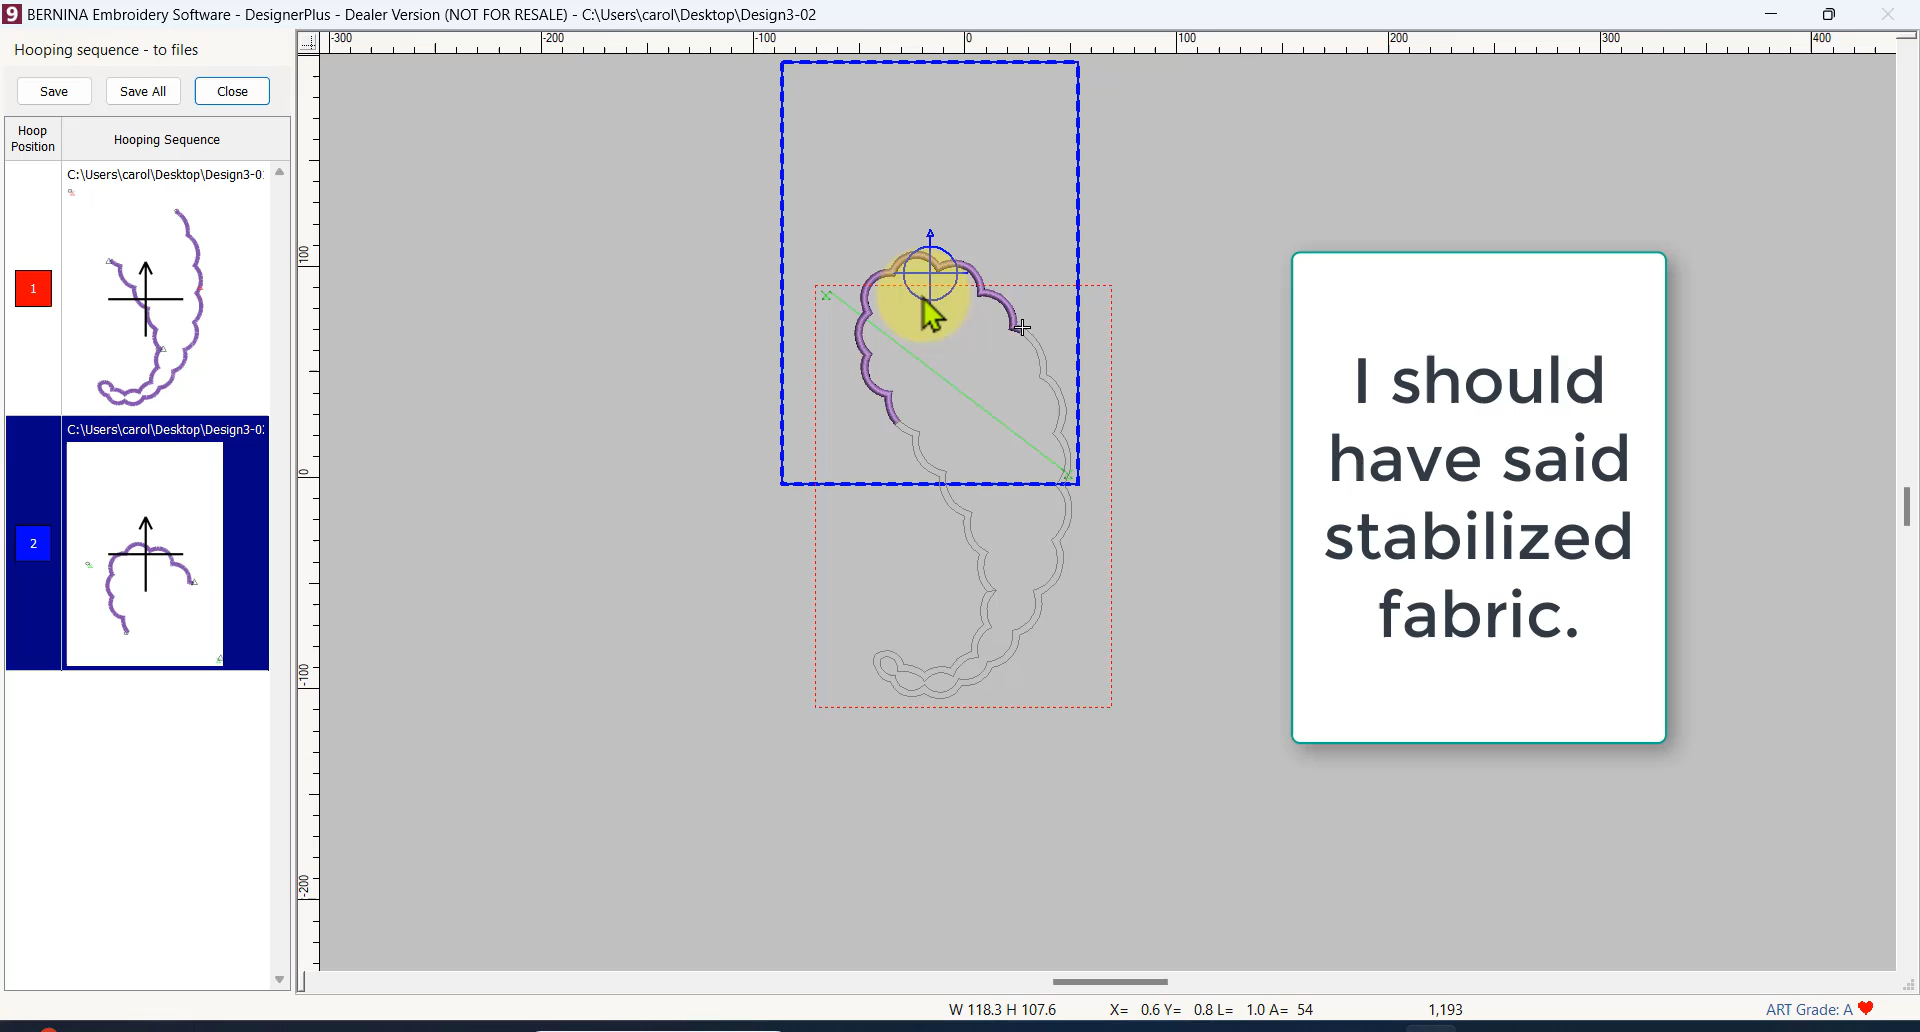 BERNINA Embroidery Software - DesignerPlus - Dealer Version (NOT FOR RESALE) - C:\Users\carol\Desktop\Design3-02
Hooping sequence - to files
Save Save All Close
Hoop Position
Hooping Sequence
C:\Users\carol\Desktop\Design3-0
1
C:\Users\carol\Desktop\Design3-0
2
-300 -200 -100 0 100 200 300 400
100
0
-100
-200
I should
have said
stabilized
fabric.
W 118.3 H 107.6 X= 0.6 Y= 0.8 L= 1.0 A= 54 1,193 ART Grade: A